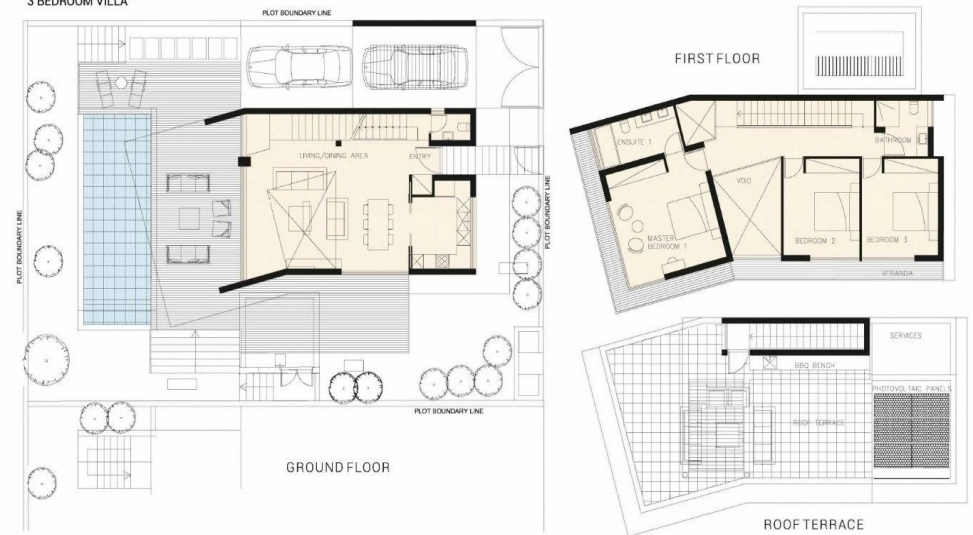 3 BEDROOM VILLA
PLOT BOUNDARY LINE
LIVING/DINING AREA
ENTRY
PLOT BOUNDARY LINE
PLOT BOUNDARY LINE
PLOT BOUNDARY LINE
GROUND FLOOR
FIRST FLOOR
ENSUITE 1
BATHROOM 2
VOID
MASTER
BEDROOM 1
BEDROOM 2
BEDROOM 3
VERANDA
SERVICES
BBQ BENCH
PHOTOVOLTAIC PANELS
ROOF TERRACE
ROOF TERRACE